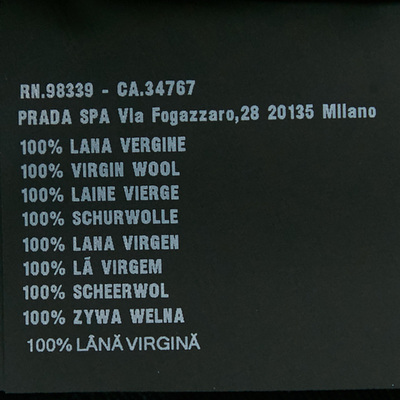 RN.98339 - CA.34767
PRADA SPA Via Fogazzaro,28 20135 Milano
100% LANA VERGINE
100% VIRGIN WOOL
100% LAINE VIERGE
100% SCHURWOLLE
100% LANA VIRGEN
100% LÃ VIRGEM
100% SCHEERWOL
100% ZYWA WELNA
100% LÂNĂ VIRGINĂ